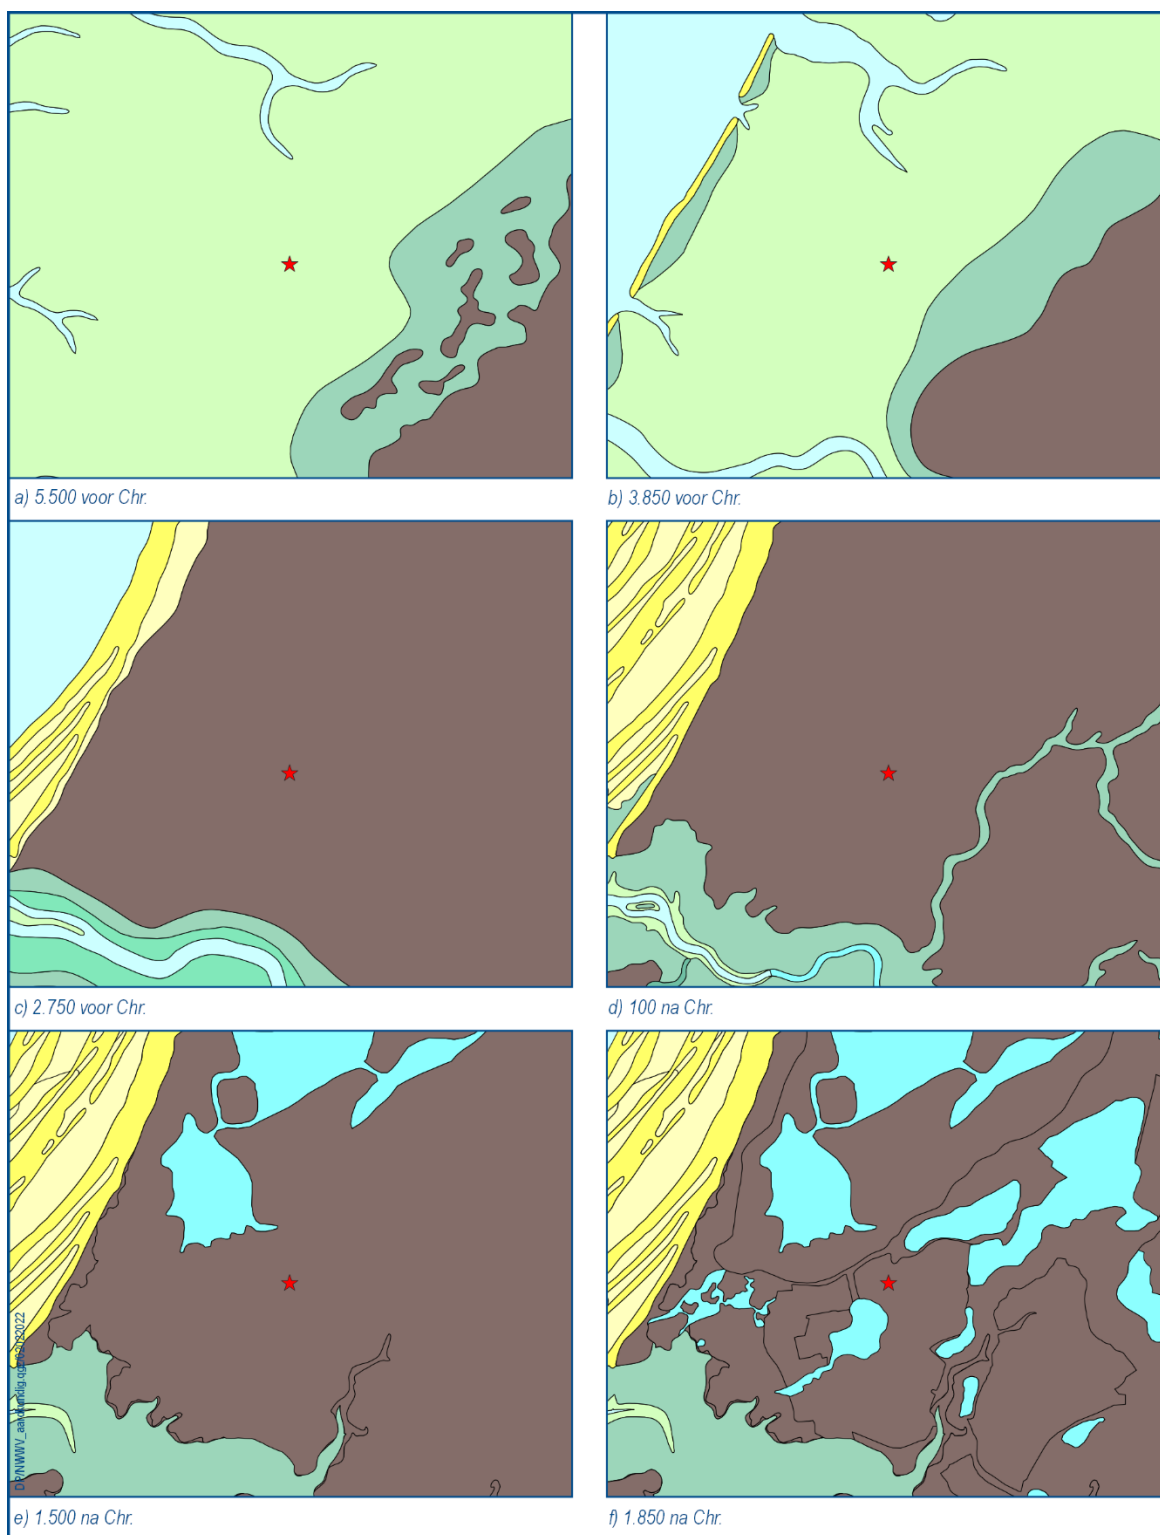 a) 5.500 voor Chr.
b) 3.850 voor Chr.
c) 2.750 voor Chr.
d) 100 na Chr.
e) 1.500 na Chr.
f) 1.850 na Chr.